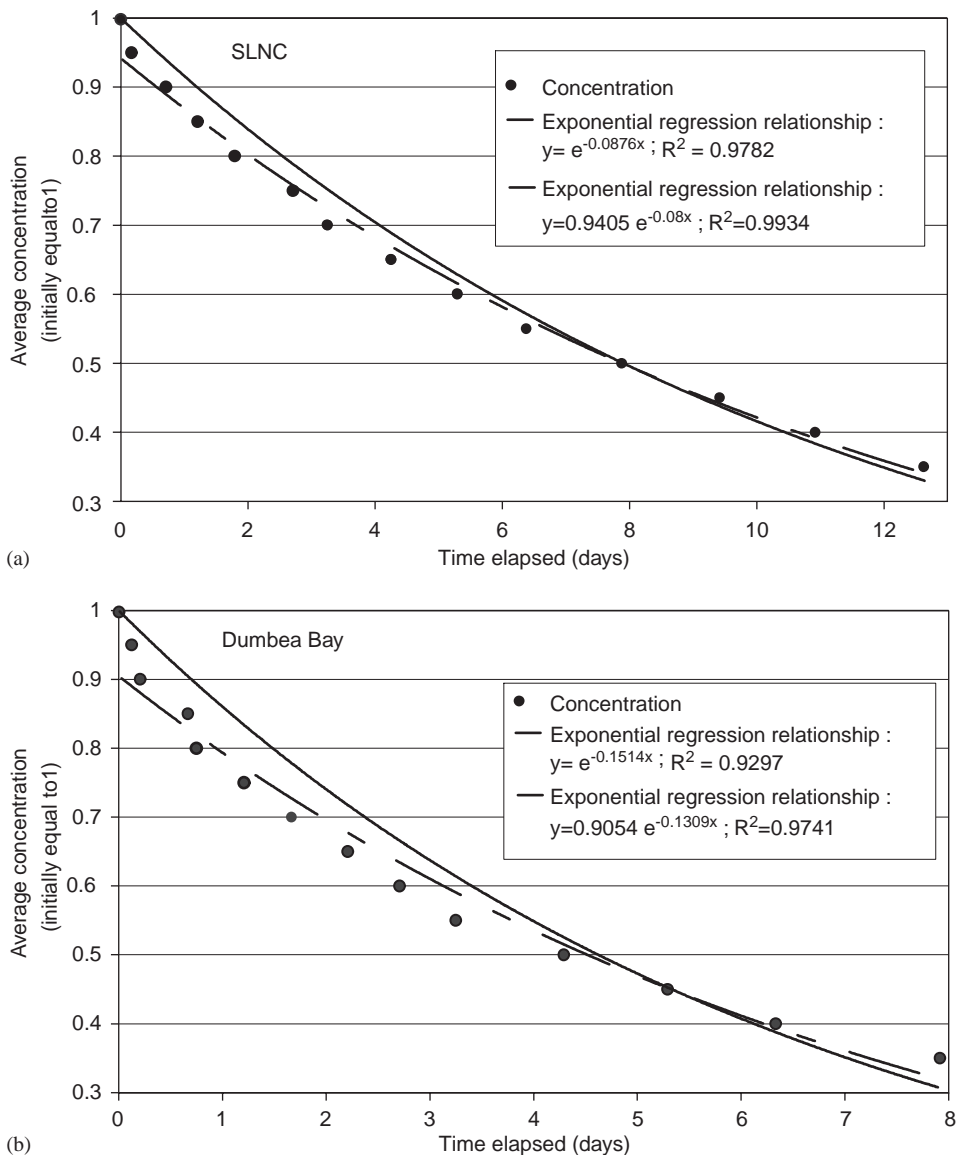 1
0.9
0.8
0.7
0.6
0.5
0.4
0.3
SLNC
Concentration
Exponential regression relationship :
y= e-0.0876x ; R2 = 0.9782
Exponential regression relationship :
y=0.9405 e-0.08x ; R2=0.9934
Average concentration
(initially equalto1)
0 2 4 6 8 10 12
Time elapsed (days)
(a)
1
0.9
0.8
0.7
0.6
0.5
0.4
0.3
Dumbea Bay
Concentration
Exponential regression relationship :
y= e-0.1514x ; R2 = 0.9297
Exponential regression relationship :
y=0.9054 e-0.1309x ; R2=0.9741
Average concentration
(initially equal to1)
0 1 2 3 4 5 6 7 8
Time elapsed (days)
(b)